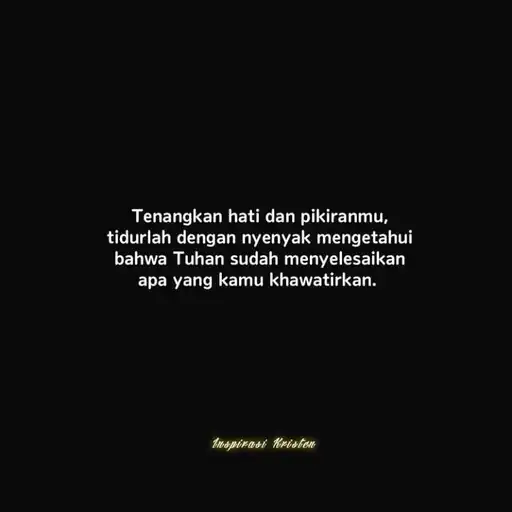 Tenangkan hati dan pikiranmu,
tidurlah dengan nyenyak mengetahui
bahwa Tuhan sudah menyelesaikan
apa yang kamu khawatirkan.
Inspirasi Kristen